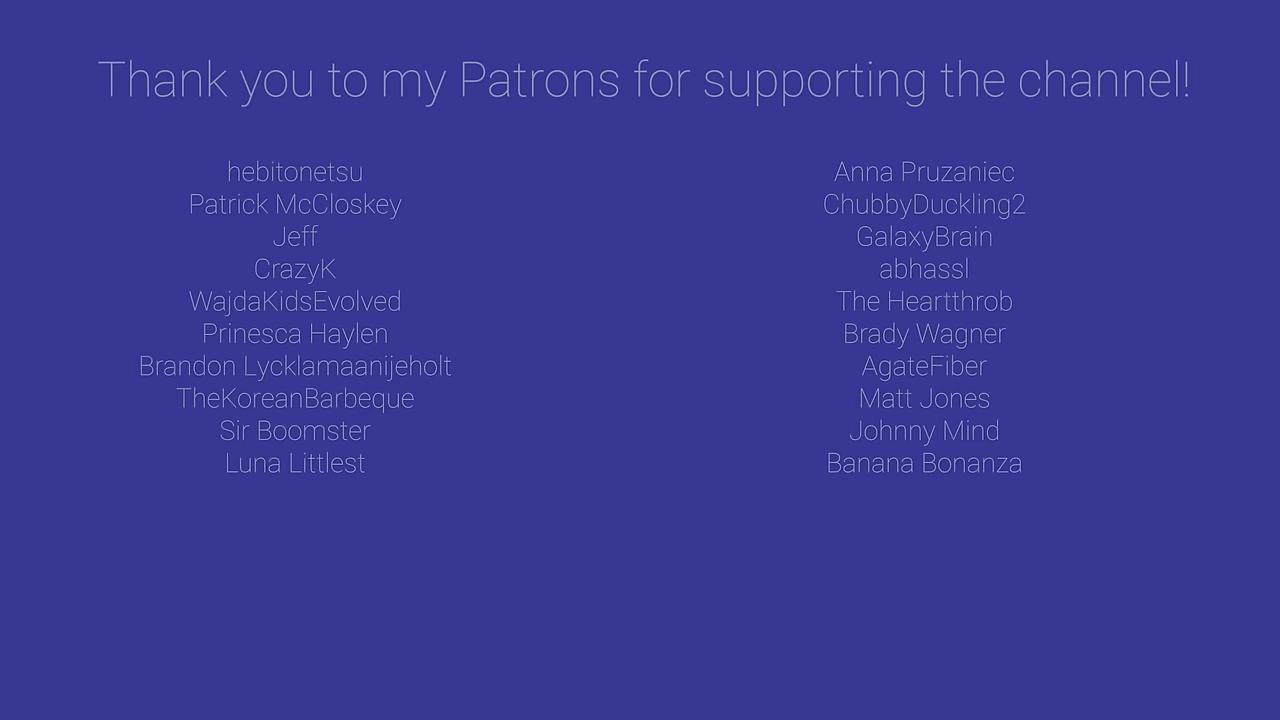 Thank you to my Patrons for supporting the channel!
hebitonetsu
Patrick McCloskey
Jeff
CrazyK
WajdaKidsEvolved
Prinesca Haylen
Brandon Lycklamaanijeholt
TheKoreanBarbeque
Sir Boomster
Luna Littlest
Anna Pruzaniec
ChubbyDuckling2
GalaxyBrain
abhassl
The Heartthrob
Brady Wagner
AgateFiber
Matt Jones
Johnny Mind
Banana Bonanza